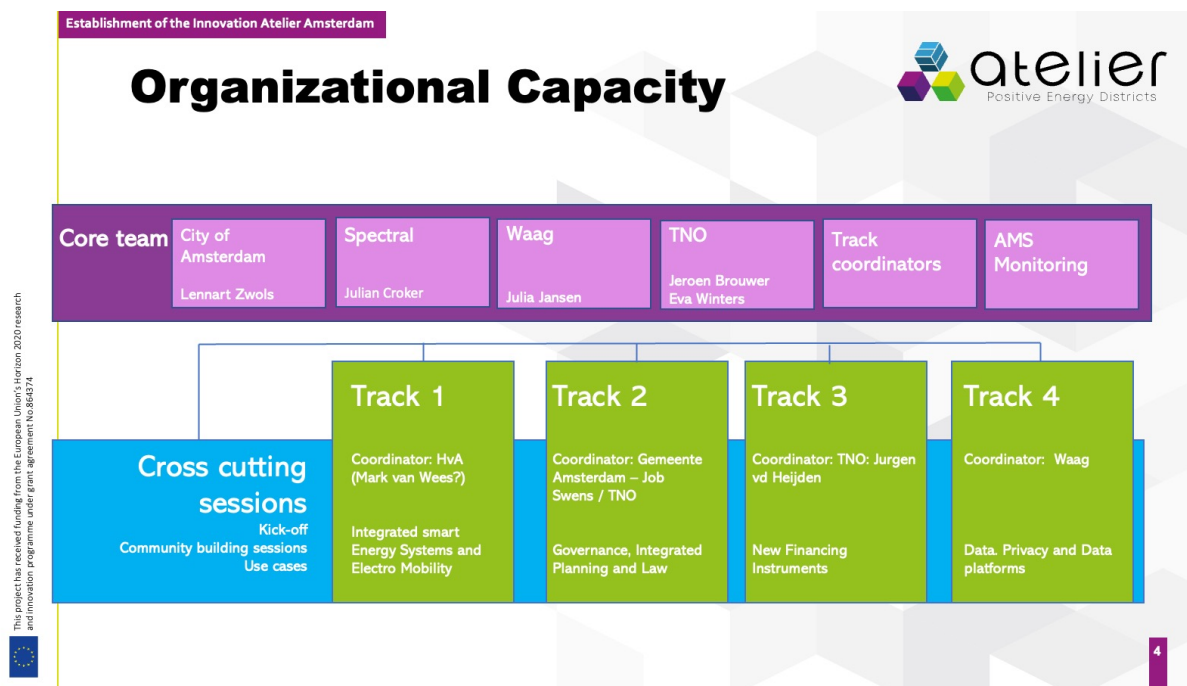 Establishment of the Innovation Atelier Amsterdam
Organizational Capacity
atelier
Positive Energy Districts
Core team
City of
Amsterdam
Lennart Zwols
Spectral
Julian Croker
Waag
Julia Jansen
TNO
Jeroen Brouwer
Eva Winters
Track
coordinators
AMS
Monitoring
Cross cutting
sessions
Kick-off
Community building sessions
Use cases
Track 1
Coordinator: HvA
(Mark van Wees?)
Integrated smart
Energy Systems and
Electro Mobility
Track 2
Coordinator: Gemeente
Amsterdam – Job
Swens / TNO
Governance, Integrated
Planning and Law
Track 3
Coordinator: TNO: Jurgen
vd Heijden
New Financing
Instruments
Track 4
Coordinator: Waag
Data. Privacy and Data
platforms
This project has received funding from the European Union's Horizon 2020 research
and innovation programme under grant agreement No.864374
4